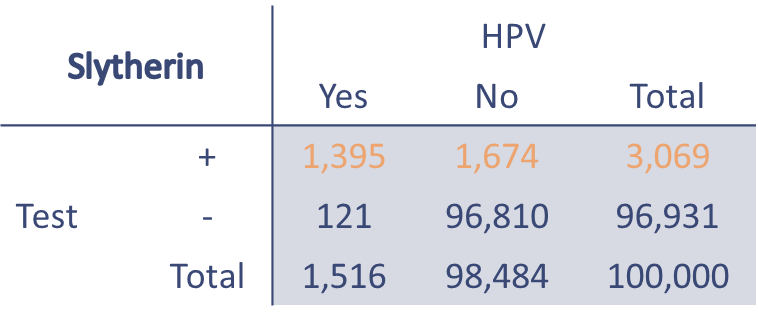 HPV
Slytherin
Yes No Total
+ 1,395 1,674 3,069
Test - 121 96,810 96,931
Total 1,516 98,484 100,000